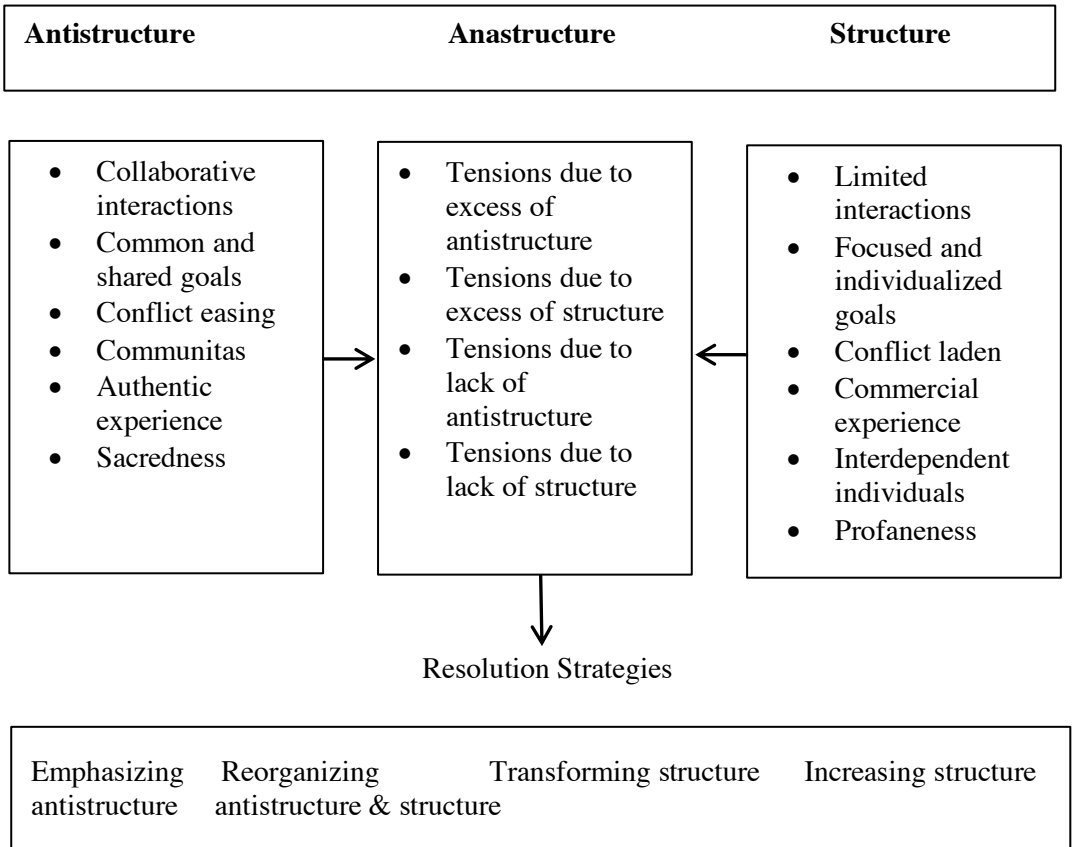 Antistructure Anastructure Structure
• Collaborative
interactions
• Common and
shared goals
• Conflict easing
• Communitas
• Authentic
experience
• Sacredness
• Tensions due to
excess of
antistructure
• Tensions due to
excess of structure
• Tensions due to
lack of
antistructure
• Tensions due to
lack of structure
• Limited
interactions
• Focused and
individualized
goals
• Conflict laden
• Commercial
experience
• Interdependent
individuals
• Profaneness
Resolution Strategies
Emphasizing
antistructure
Reorganizing
antistructure & structure
Transforming structure
Increasing structure